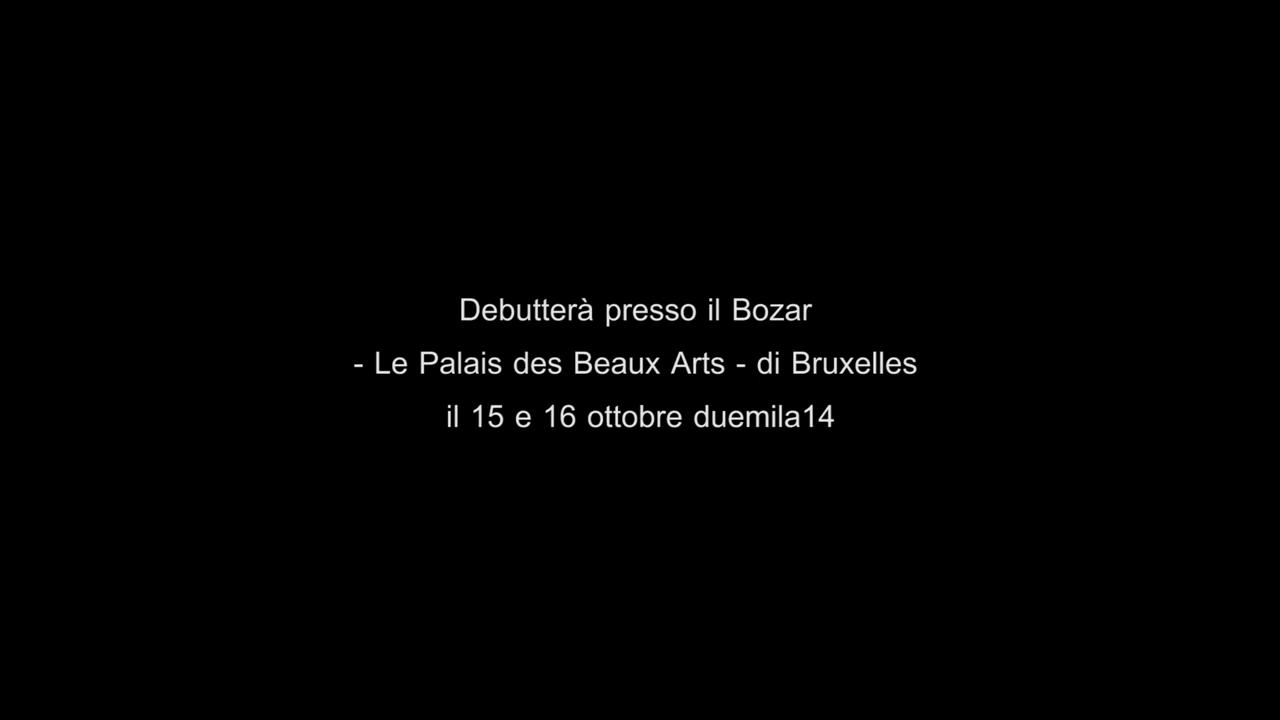 Debutterà presso il Bozar
- Le Palais des Beaux Arts - di Bruxelles
il 15 e 16 ottobre duemila14